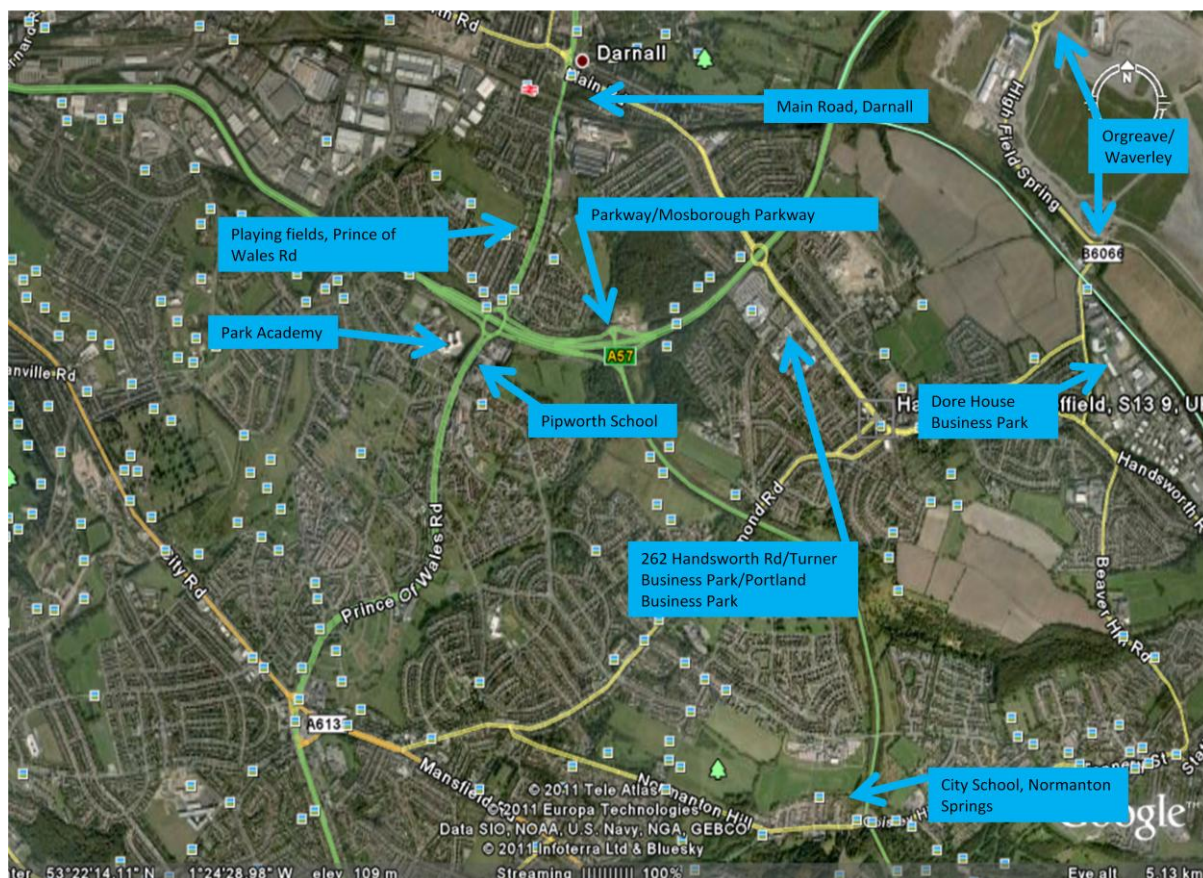 Darnall
Main Road, Darnall
Orgreave/
Waverley
High Field Spring
Playing fields, Prince of
Wales Rd
Parkway/Mosborough Parkway
B6066
Park Academy
A57
Pipworth School
Dore House
Business Park
S13 9,
Handsworth
City Rd
Prince Of Wales Rd
262 Handsworth Rd/Turner
Business Park/Portland
Business Park
A613
Mansfield
Normanton Hill
City School, Normanton
Springs
© 2011 Tele Atlas
© 2011 Europa Technologies
Data SIO, NOAA, U.S. Navy, NGA, GEBCO
© 2011 Infoterra Ltd & Bluesky
Google
53°22'14.11" N 1°24'28.98" W elev 109 m Streaming 100% Eye alt 5.13 km